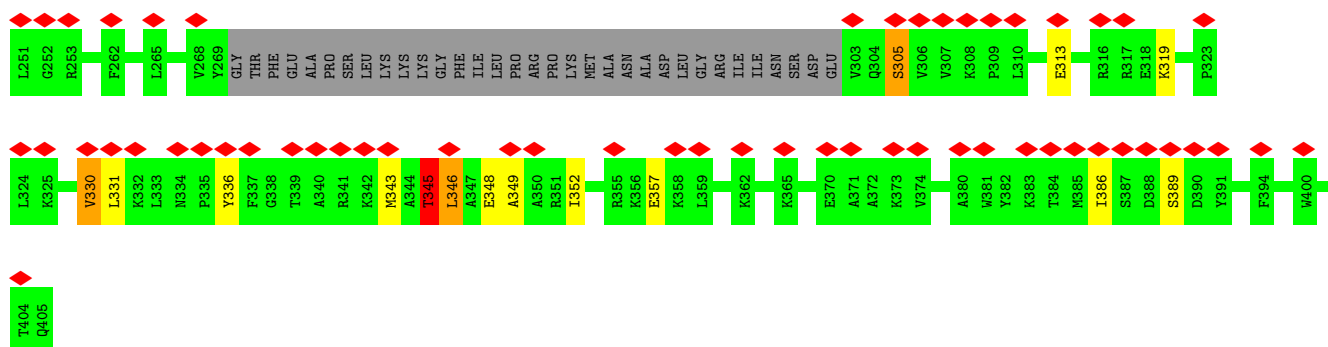 L251 G252 R253 F262 L265 V268 Y269 GLY THR PHE GLU ALA PRO SER LEU LYS LYS LYS GLY PHE ILE LEU PRO ARG PRO LYS MET ALA ASN ALA ASP LEU GLY ARG ILE ILE ASN SER ASP GLU V303 Q304 S305 V306 V307 K308 P309 L310 E313 R316 R317 E318 K319 P323
L324 K325 V330 L331 K332 L333 N334 P335 Y336 F337 G338 T339 A340 R341 K342 M343 A344 T345 L346 A347 E348 A349 A350 R351 I352 R355 K356 E357 K358 L359 K362 K365 E370 A371 A372 K373 V374 A380 W381 Y382 K383 T384 M385 I386 S387 D388 S389 D390 Y391 F394 W400
T404 Q405